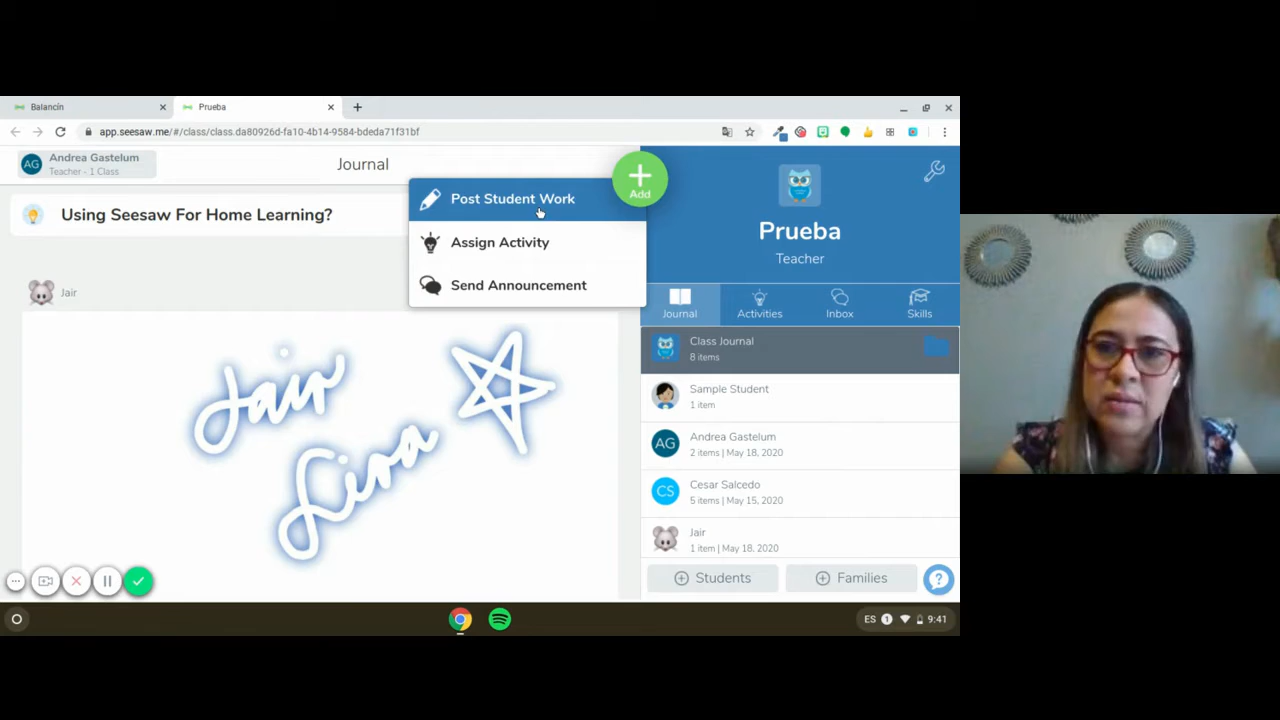 Balancín
Prueba
app.seesaw.me/#/class/class.da80926d-fa10-4b14-9584-bdeda71f31bf
AG
Andrea Gastelum
Teacher - 1 Class
Journal
Add
Post Student Work
Assign Activity
Send Announcement
Using Seesaw For Home Learning?
Jair
Jair
Lira
Prueba
Teacher
Journal
Activities
Inbox
Skills
Class Journal
8 items
Sample Student
1 item
AG
Andrea Gastelum
2 items | May 18, 2020
CS
Cesar Salcedo
5 items | May 15, 2020
Jair
1 item | May 18, 2020
Students
Families
ES
1
9:41